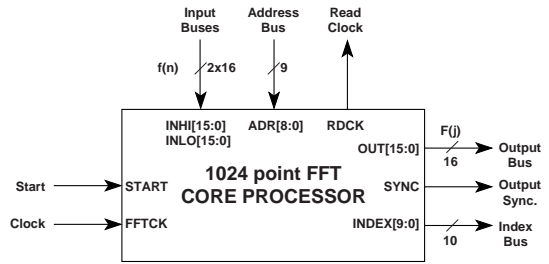 Input Buses
Address Bus
Read Clock
f(n)
2x16
9
INHI[15:0]
INLO[15:0]
ADR[8:0]
RDCK
F(j)
OUT[15:0]
16
Output Bus
1024 point FFT
CORE PROCESSOR
Start
START
SYNC
Output Sync.
Clock
FFTCK
INDEX[9:0]
10
Index Bus